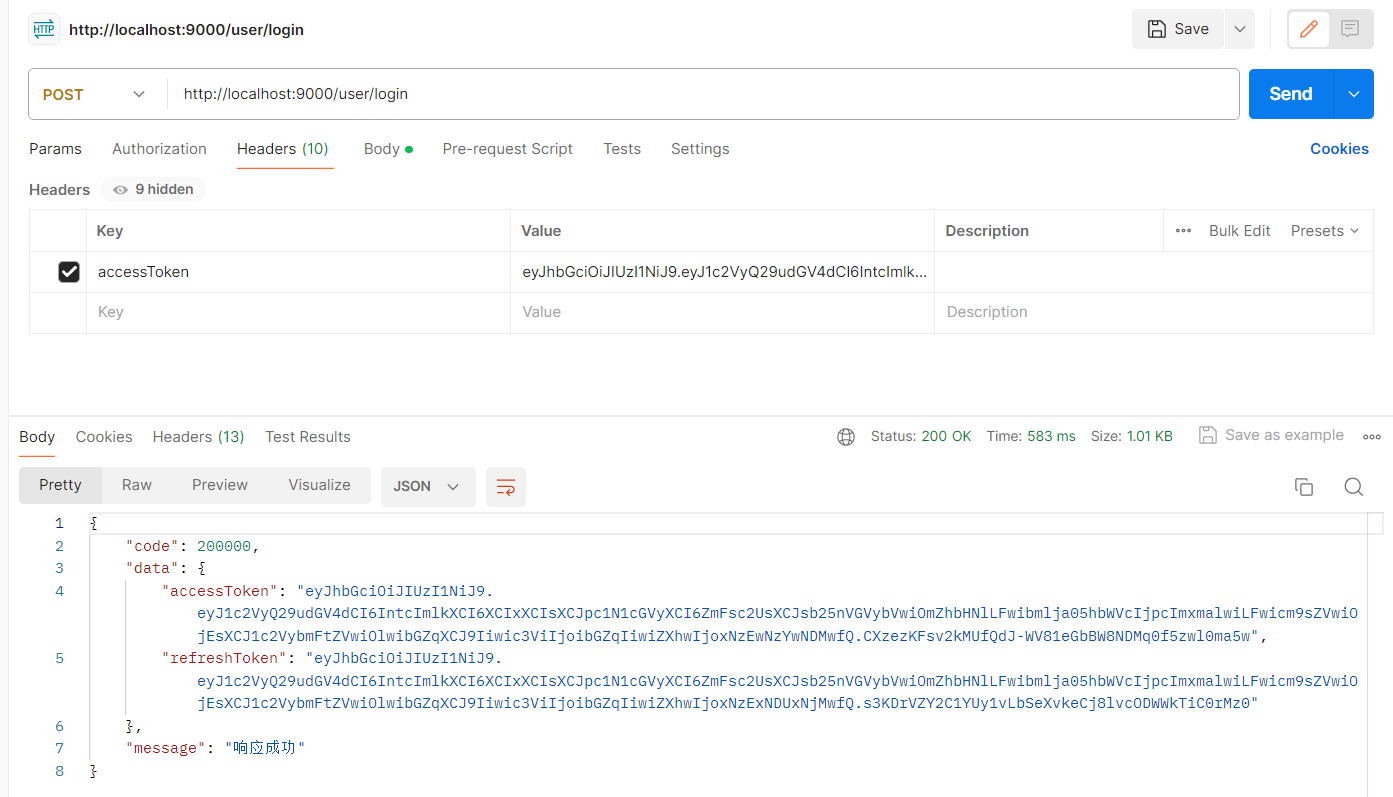 HTTP http://localhost:9000/user/login Save
POST http://localhost:9000/user/login Send
Params Authorization Headers (10) Body Pre-request Script Tests Settings Cookies
Headers 9 hidden
Key Value Description Bulk Edit Presets
accessToken eyJhbGciOiJIUzI1NiJ9.eyJ1c2VyQ29udGV4dCI6IntcImlk...
Key Value Description
Body Cookies Headers (13) Test Results Status: 200 OK Time: 583 ms Size: 1.01 KB Save as example
Pretty Raw Preview Visualize JSON
1 {
2 "code": 200000,
3 "data": {
4 "accessToken": "eyJhbGciOiJIUzI1NiJ9.
eyJ1c2VyQ29udGV4dCI6IntcImlkXCI6XCIxXCIsXCJpc1N1cGVyXCI6ZmFsc2UsXCJsb25nVGVybVwiOmZhbHNlLFwibmlja05hbWVcIjpcImxmalwiLFwicm9sZVwiO
jEsXCJ1c2VybmFtZVwiOlwibGZqXCJ9Iiwic3ViIjoibGZqIiwiZXhwIjoxNzEwNzYwNDMwfQ.CXzezKFsv2kMUfQdJ-WV81eGbBW8NDMq0f5zwl0ma5w",
5 "refreshToken": "eyJhbGciOiJIUzI1NiJ9.
eyJ1c2VyQ29udGV4dCI6IntcImlkXCI6XCIxXCIsXCJpc1N1cGVyXCI6ZmFsc2UsXCJsb25nVGVybVwiOmZhbHNlLFwibmlja05hbWVcIjpcImxmalwiLFwicm9sZVwiO
jEsXCJ1c2VybmFtZVwiOlwibGZqXCJ9Iiwic3ViIjoibGZqIiwiZXhwIjoxNzExNDUxNjMwfQ.s3KDrVZY2C1YUy1vLbSeXvkeCj8lvcODWWkTiC0rMz0"
6 },
7 "message": "响应成功"
8 }